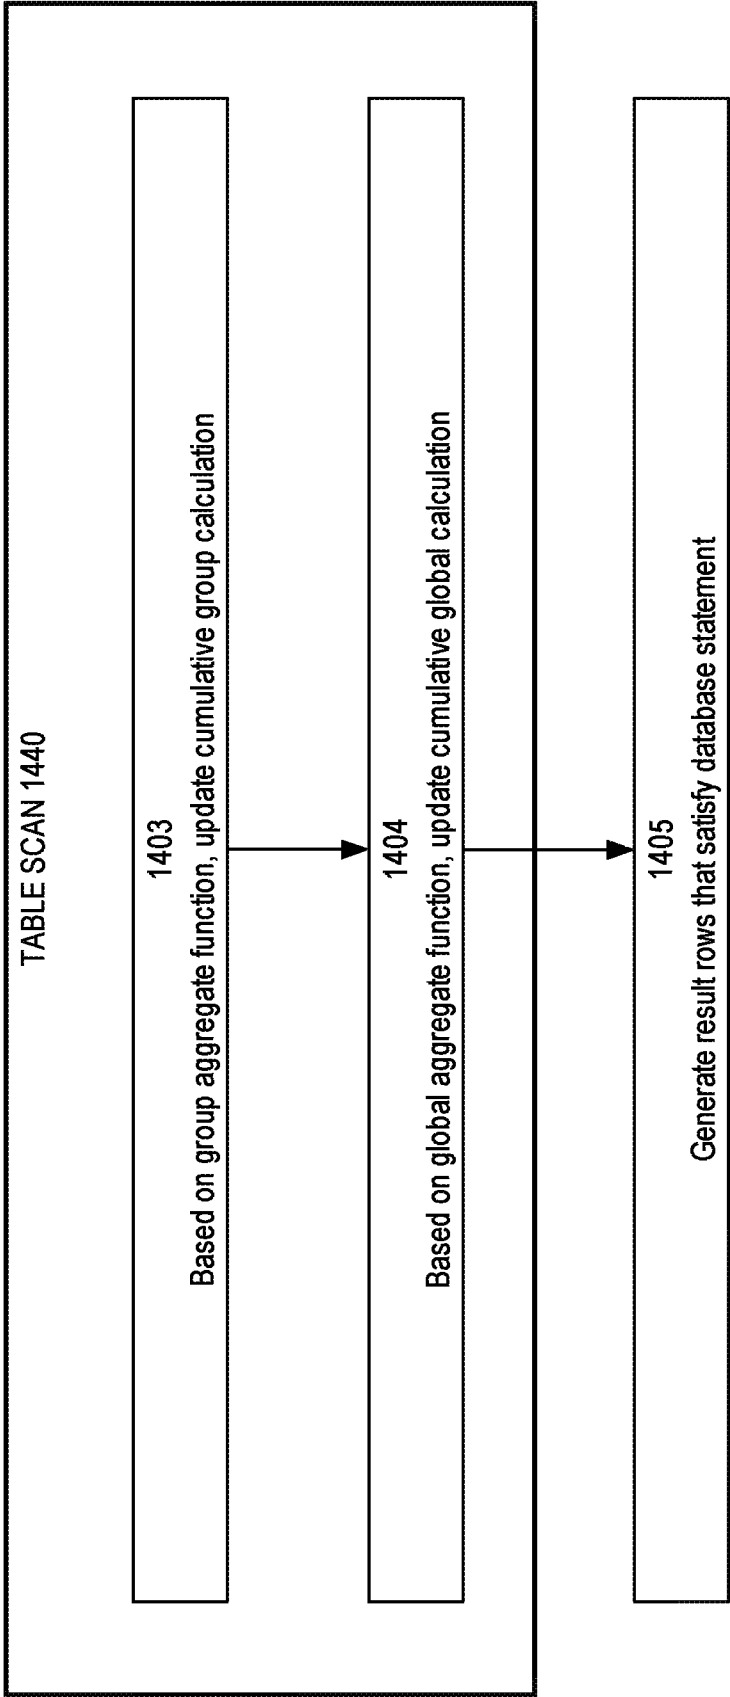 TABLE SCAN 1440
1403
Based on group aggregate function, update cumulative group calculation
1404
Based on global aggregate function, update cumulative global calculation
1405
Generate result rows that satisfy database statement